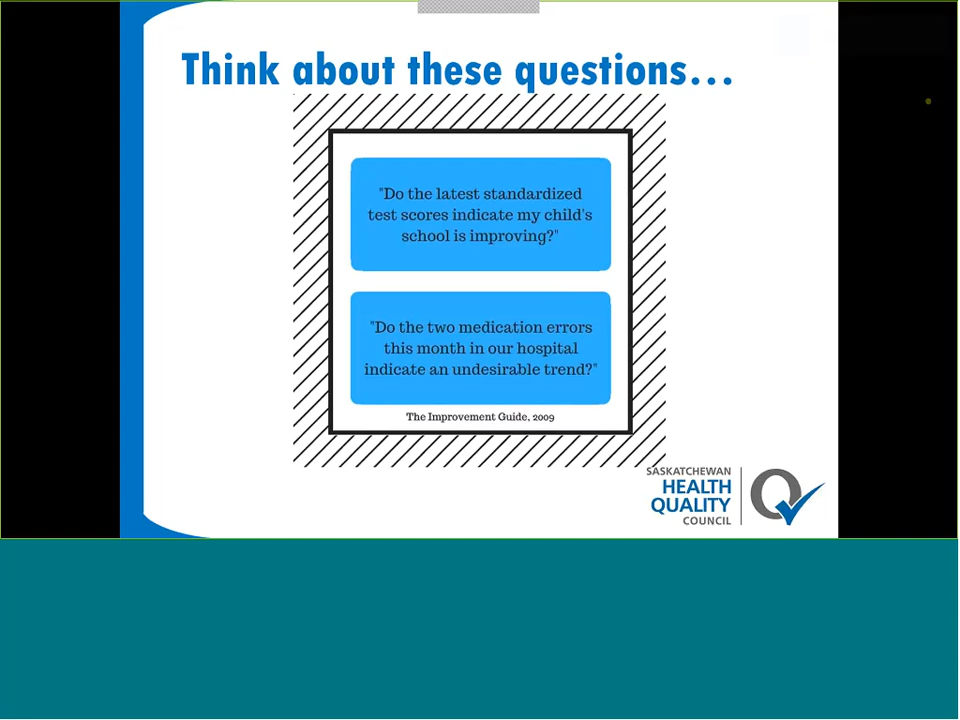 Think about these questions...
"Do the latest standardized
test scores indicate my child's
school is improving?"
"Do the two medication errors
this month in our hospital
indicate an undesirable trend?"
The Improvement Guide, 2009
SASKATCHEWAN
HEALTH
QUALITY
COUNCIL